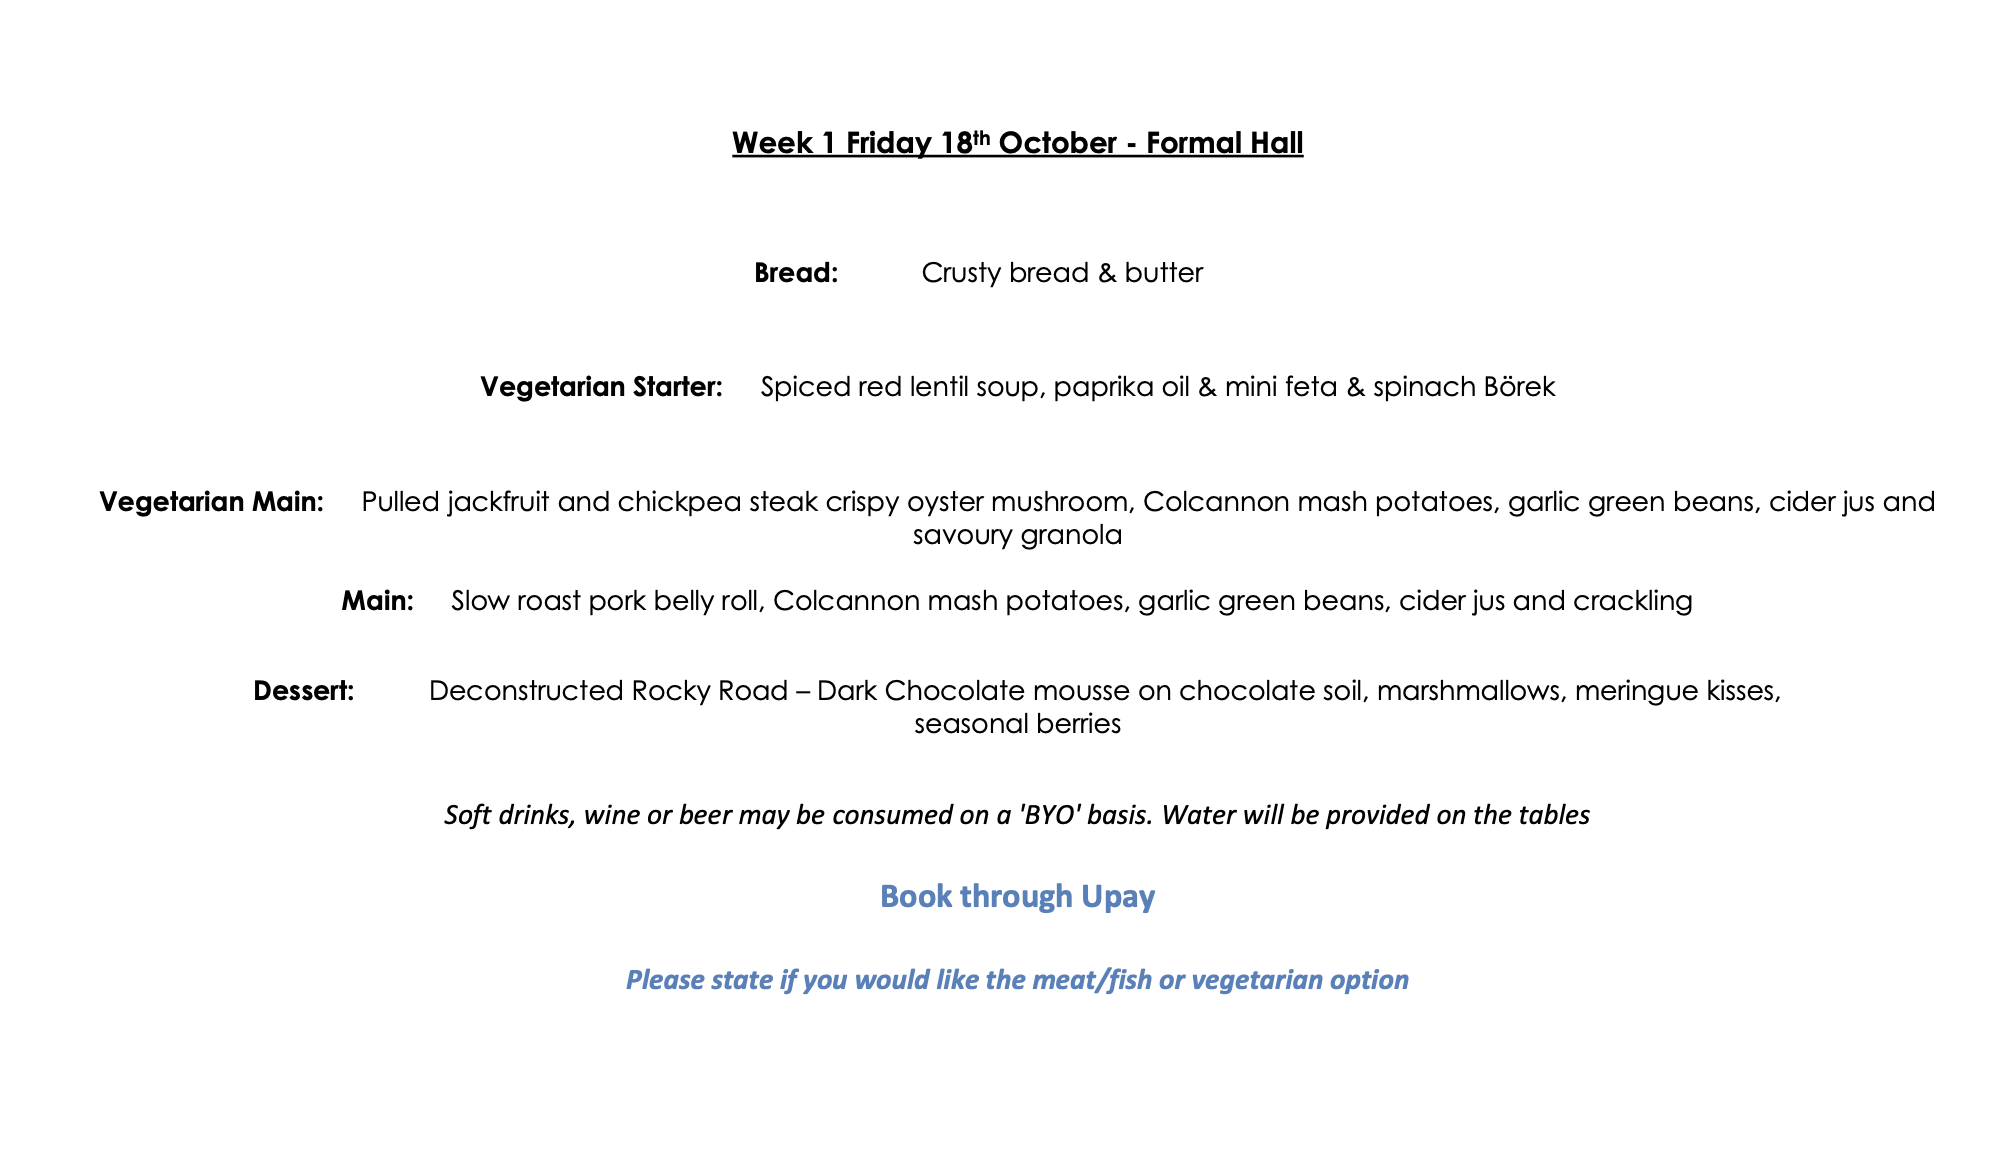 Week 1 Friday 18th October - Formal Hall
Bread: Crusty bread & butter
Vegetarian Starter: Spiced red lentil soup, paprika oil & mini feta & spinach Börek
Vegetarian Main: Pulled jackfruit and chickpea steak crispy oyster mushroom, Colcannon mash potatoes, garlic green beans, cider jus and
savoury granola
Main: Slow roast pork belly roll, Colcannon mash potatoes, garlic green beans, cider jus and crackling
Dessert: Deconstructed Rocky Road – Dark Chocolate mousse on chocolate soil, marshmallows, meringue kisses,
seasonal berries
Soft drinks, wine or beer may be consumed on a 'BYO' basis. Water will be provided on the tables
Book through Upay
Please state if you would like the meat/fish or vegetarian option